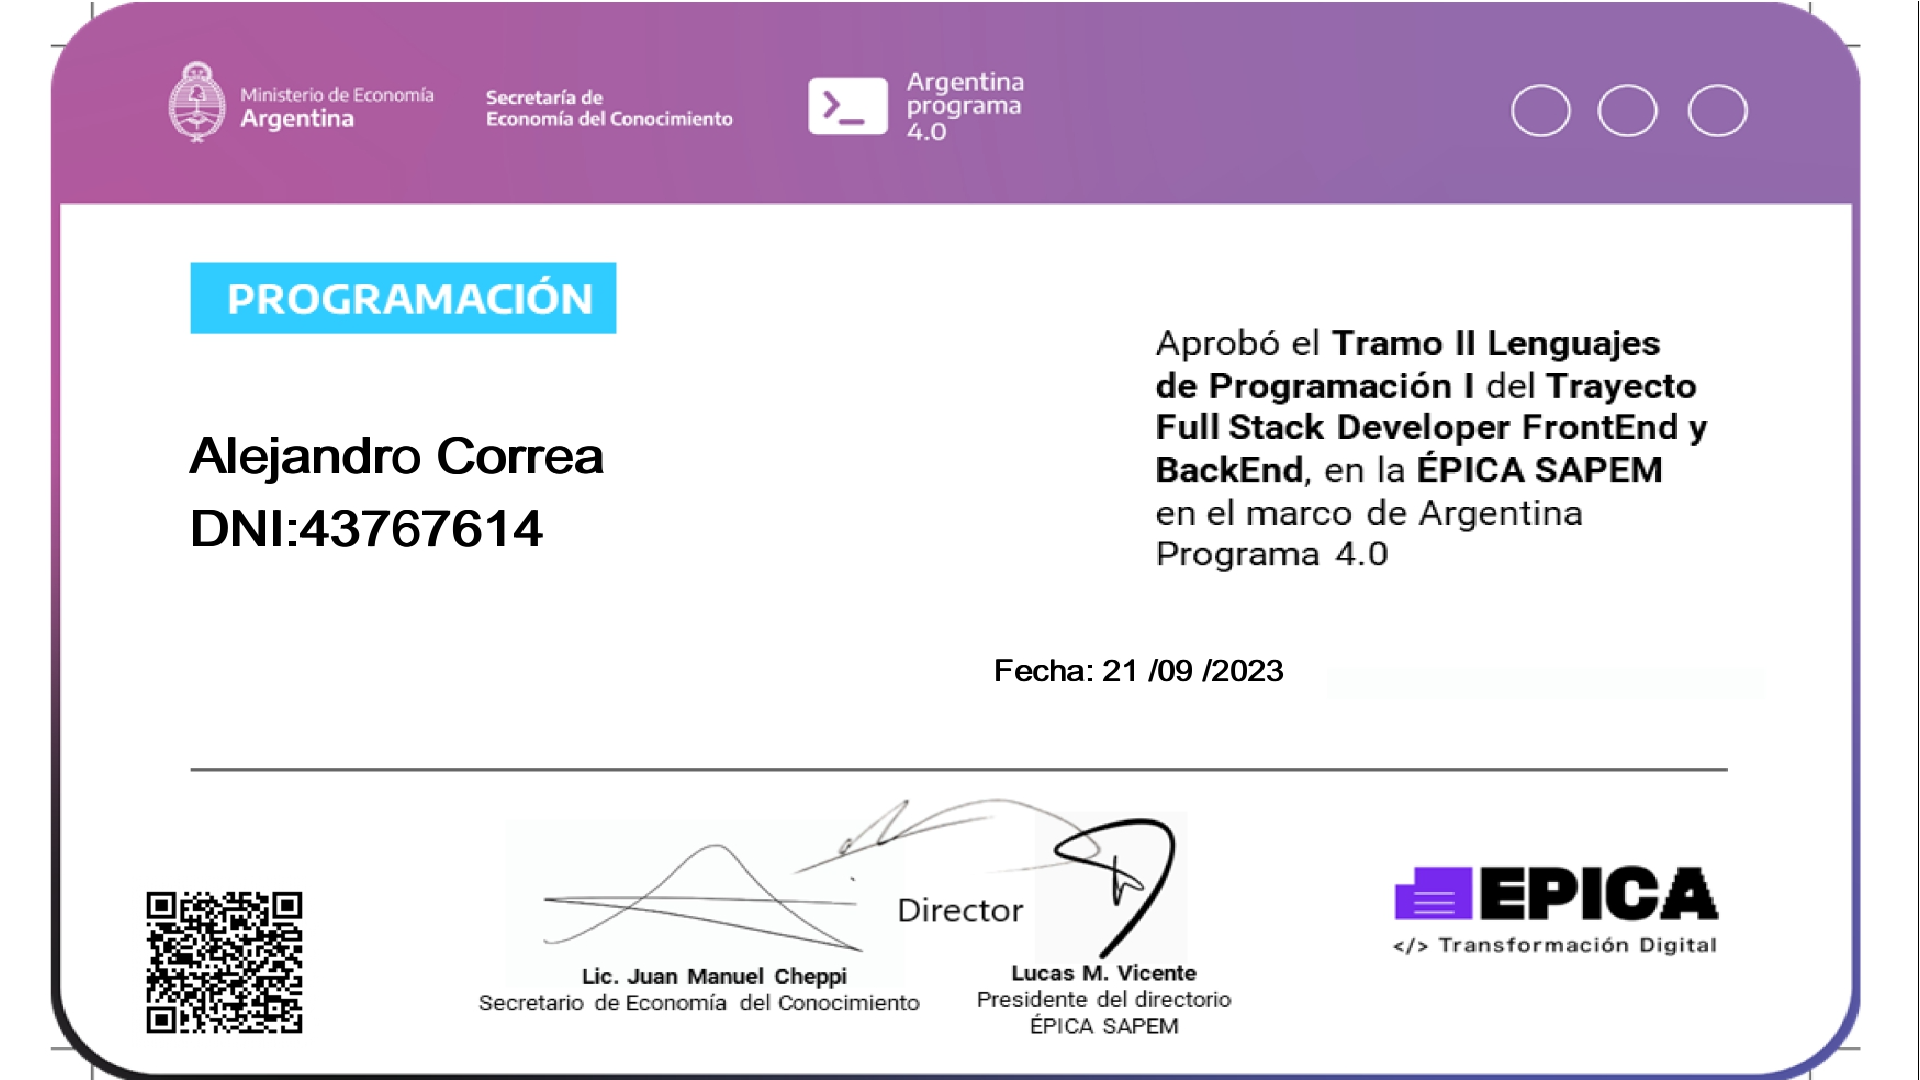 Ministerio de Economía
Argentina
Secretaría de
Economía del Conocimiento
Argentina
programa
4.0
PROGRAMACIÓN
Alejandro Correa
DNI:43767614
Aprobó el Tramo II Lenguajes
de Programación I del Trayecto
Full Stack Developer FrontEnd y
BackEnd, en la ÉPICA SAPEM
en el marco de Argentina
Programa 4.0
Fecha: 21 /09 /2023
Director
Lic. Juan Manuel Cheppi
Secretario de Economía del Conocimiento
Lucas M. Vicente
Presidente del directorio
ÉPICA SAPEM
EPICA
</> Transformación Digital